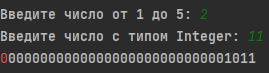 Введите число от 1 до 5: 2
Введите число с типом Integer: 11
00000000000000000000000000001011